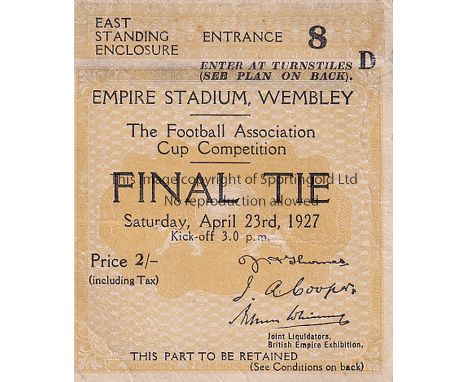 EAST
STANDING
ENCLOSURE
ENTRANCE 8
ENTER AT TURNSTILES D
(SEE PLAN ON BACK).
EMPIRE STADIUM, WEMBLEY
The Football Association
Cup Competition
This image copyright of Sportingold Ltd
FINAL TIE
No reproduction allowed
Saturday, April 23rd, 1927
Kick-off 3.0 p.m.
Price 2/-
(including Tax)
J. A. Cooper
Joint Liquidators,
British Empire Exhibition.
THIS PART TO BE RETAINED
(See Conditions on back)